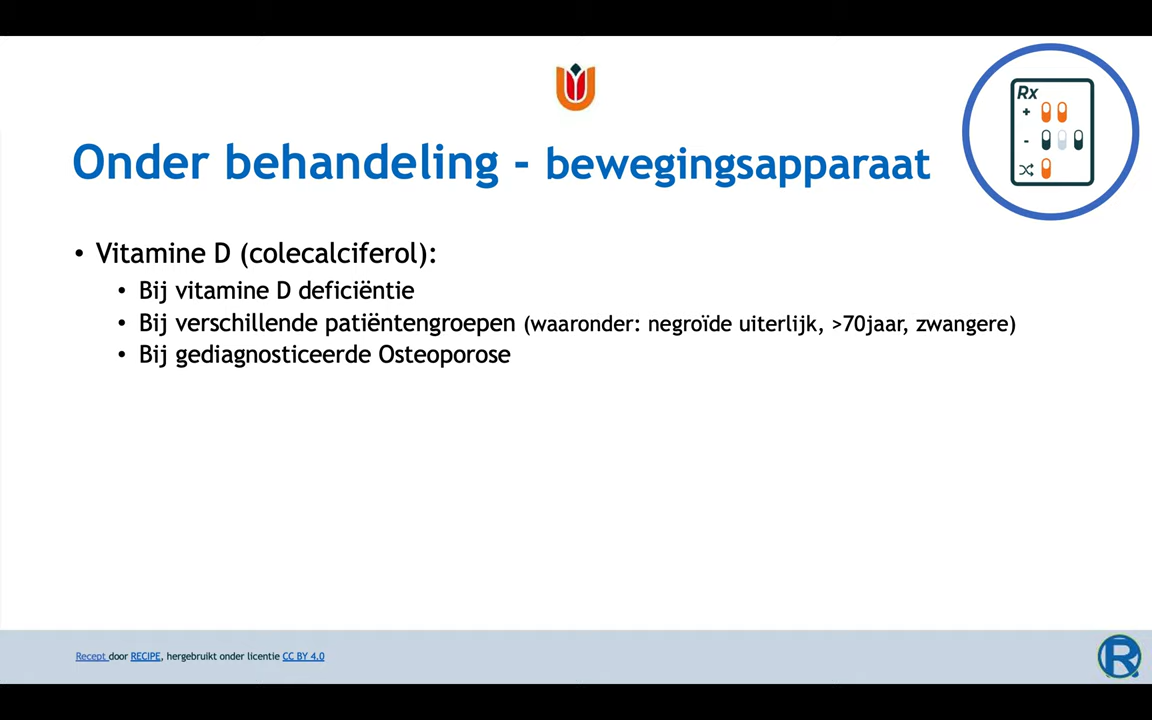 Rx
+
-
Onder behandeling - bewegingsapparaat
• Vitamine D (colecalciferol):
• Bij vitamine D deficiëntie
• Bij verschillende patiëntengroepen (waaronder: negroïde uiterlijk, >70jaar, zwangere)
• Bij gediagnosticeerde Osteoporose
Recept door RECIPE, hergebruikt onder licentie CC BY 4.0
R